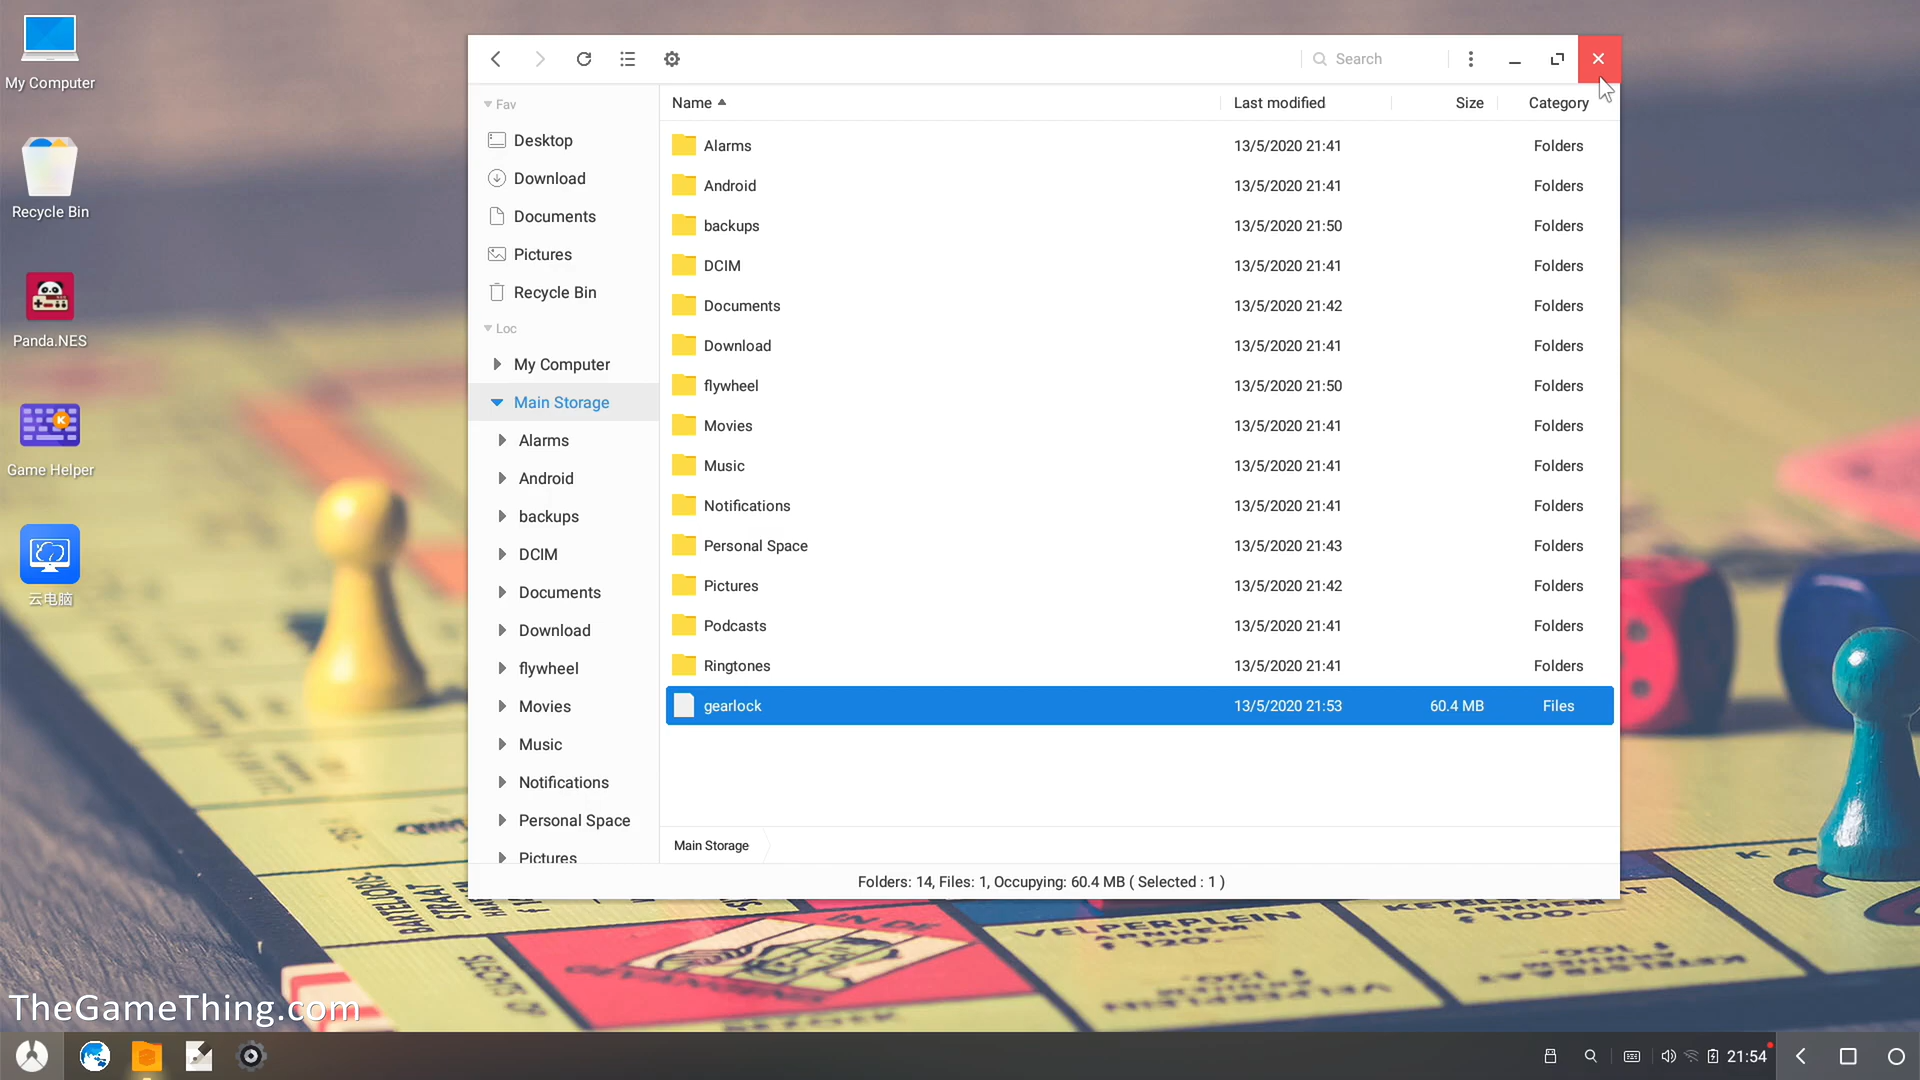 My Computer
Recycle Bin
Panda.NES
Game Helper
云电脑
Search
Fav
Desktop
Download
Documents
Pictures
Recycle Bin
Loc
My Computer
Main Storage
Alarms
Android
backups
DCIM
Documents
Download
flywheel
Movies
Music
Notifications
Personal Space
Pictures
Name Last modified Size Category
Alarms 13/5/2020 21:41 Folders
Android 13/5/2020 21:41 Folders
backups 13/5/2020 21:50 Folders
DCIM 13/5/2020 21:41 Folders
Documents 13/5/2020 21:42 Folders
Download 13/5/2020 21:41 Folders
flywheel 13/5/2020 21:50 Folders
Movies 13/5/2020 21:41 Folders
Music 13/5/2020 21:41 Folders
Notifications 13/5/2020 21:41 Folders
Personal Space 13/5/2020 21:43 Folders
Pictures 13/5/2020 21:42 Folders
Podcasts 13/5/2020 21:41 Folders
Ringtones 13/5/2020 21:41 Folders
gearlock 13/5/2020 21:53 60.4 MB Files
Main Storage
Folders: 14, Files: 1, Occupying: 60.4 MB ( Selected : 1 )
BARTELJORIS-
STRAAT
IN DE
VELPERPLEIN
ARNHEM
KETELSTRAAT
ARNHEM
TheGameThing.com
21:54